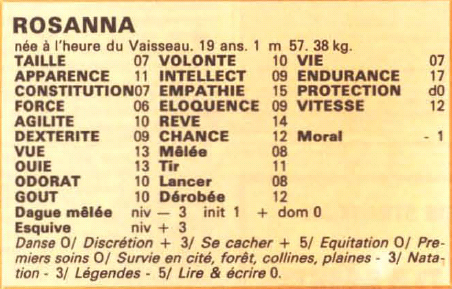 ROSANNA
née à l'heure du Vaisseau. 19 ans. 1 m 57. 38 kg.
TAILLE 07 VOLONTE 10 VIE 07
APPARENCE 11 INTELLECT 09 ENDURANCE 17
CONSTITUTION07 EMPATHIE 15 PROTECTION d0
FORCE 06 ELOQUENCE 09 VITESSE 12
AGILITE 10 REVE 14
DEXTERITE 09 CHANCE 12 Moral - 1
VUE 13 Mêlée 08
OUIE 13 Tir 11
ODORAT 10 Lancer 08
GOUT 10 Dérobée 12
Dague mêlée niv — 3 init 1 + dom 0
Esquive niv + 3
Danse 0/ Discrétion + 3/ Se cacher + 5/ Equitation 0/ Pre-
miers soins 0/ Survie en cité, forêt, collines, plaines - 3/ Nata-
tion - 3/ Légendes - 5/ Lire & écrire 0.